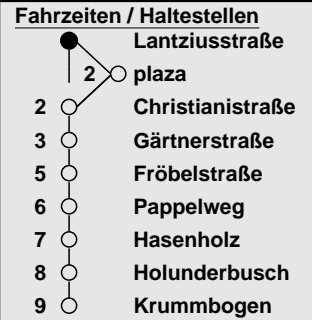 Fahrzeiten / Haltestellen
Lantziusstraße
2 plaza
2 Christianistraße
3 Gärtnerstraße
5 Fröbelstraße
6 Pappelweg
7 Hasenholz
8 Holunderbusch
9 Krummbogen